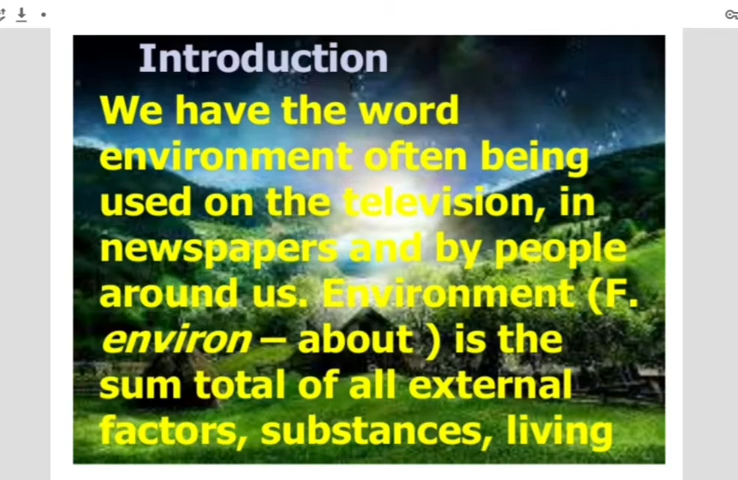 Introduction
We have the word
environment often being
used on the television, in
newspapers and by people
around us. Environment (F.
environ – about ) is the
sum total of all external
factors, substances, living